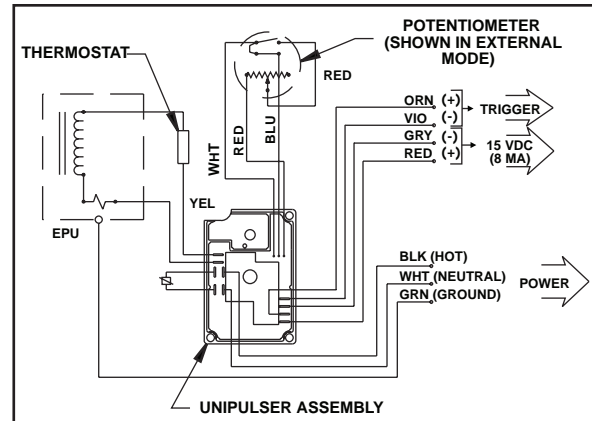 POTENTIOMETER
(SHOWN IN EXTERNAL
MODE)
THERMOSTAT
RED
WHT
RED
BLU
ORN (+)
VIO (-)
TRIGGER
GRY (-)
RED (+)
15 VDC
(8 MA)
YEL
EPU
BLK (HOT)
WHT (NEUTRAL)
GRN (GROUND)
POWER
UNIPULSER ASSEMBLY